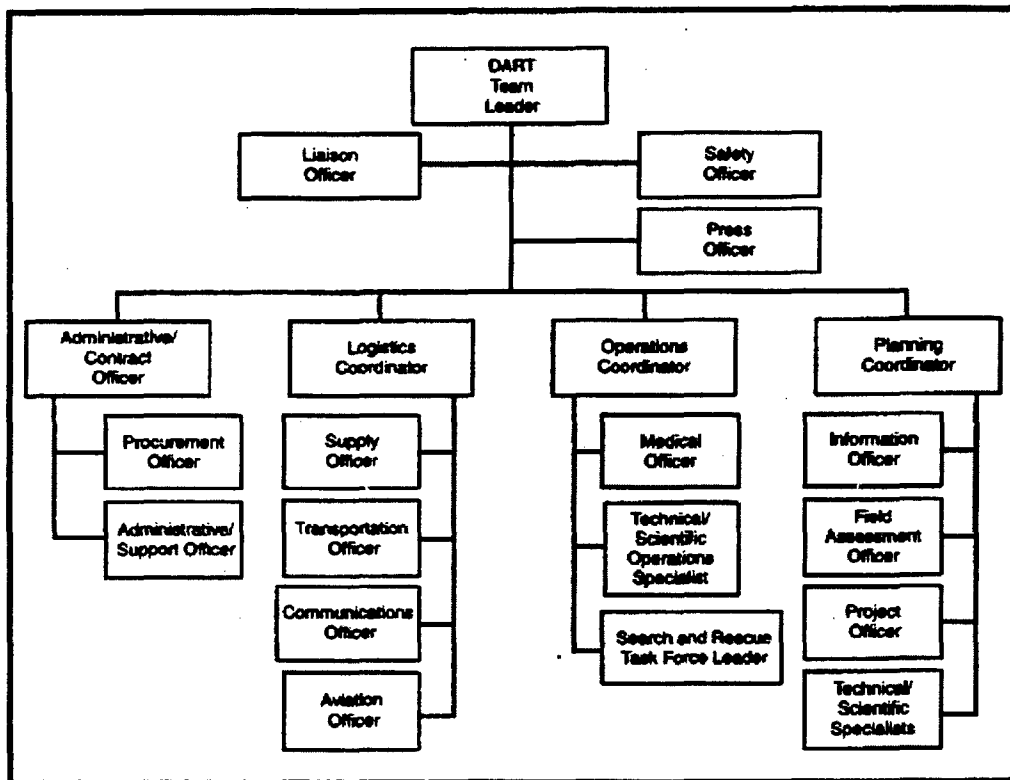 DART
Team
Leader
Liaison
Officer
Safety
Officer
Press
Officer
Administrative/
Contract
Officer
Logistics
Coordinator
Operations
Coordinator
Planning
Coordinator
Procurement
Officer
Administrative/
Support Officer
Supply
Officer
Transportation
Officer
Communications
Officer
Aviation
Officer
Medical
Officer
Technical/
Scientific
Operations
Specialist
Search and Rescue
Task Force Leader
Information
Officer
Field
Assessment
Officer
Project
Officer
Technical/
Scientific
Specialists